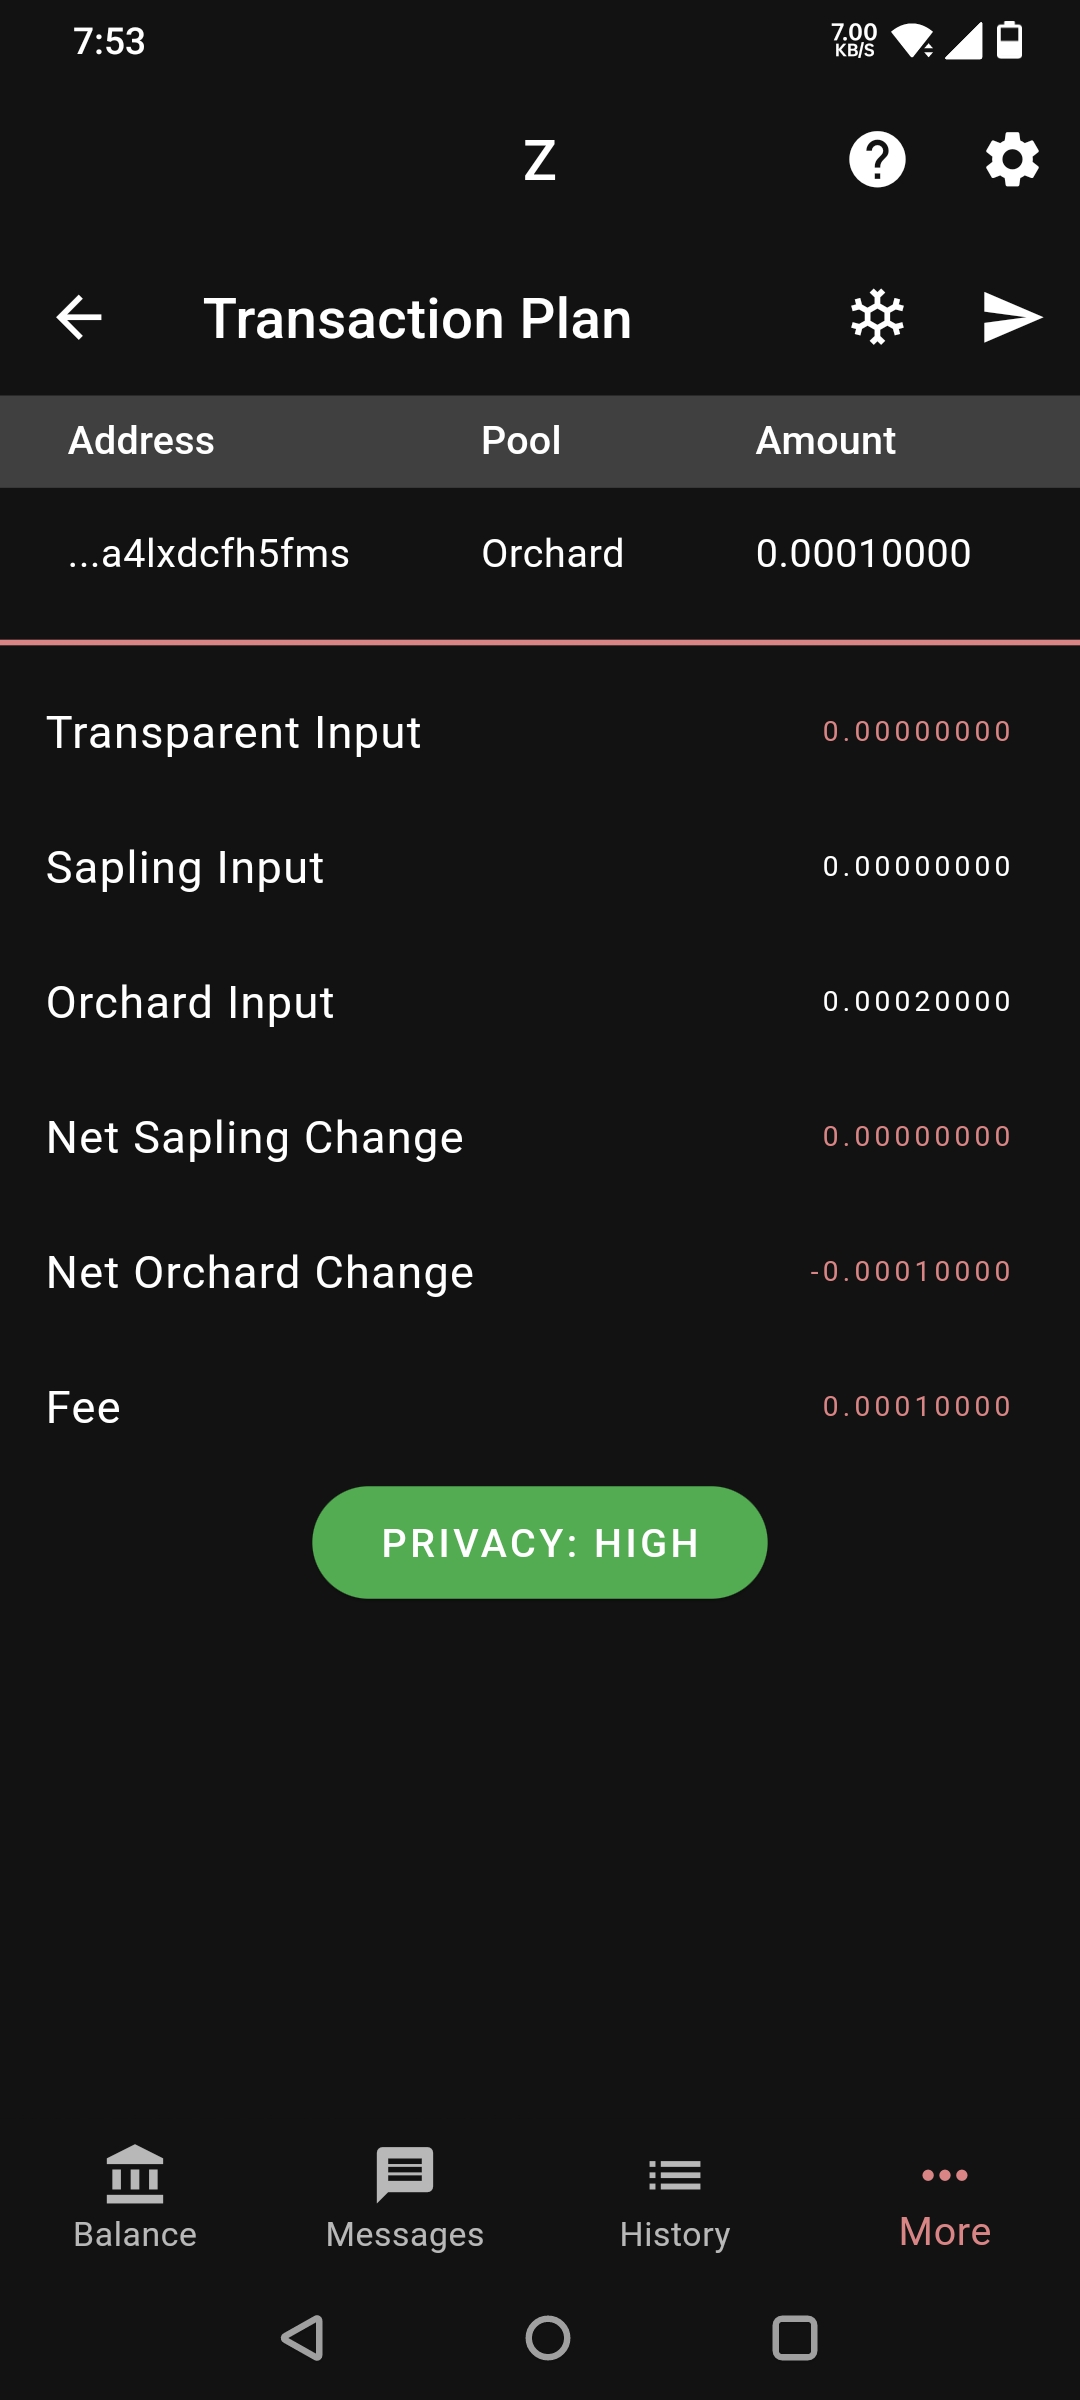 7:53
7.00
KB/S
Z
Transaction Plan
Address Pool Amount
...a4lxdcfh5fms Orchard 0.00010000
Transparent Input 0.00000000
Sapling Input 0.00000000
Orchard Input 0.00020000
Net Sapling Change 0.00000000
Net Orchard Change -0.00010000
Fee 0.00010000
PRIVACY: HIGH
Balance Messages History More